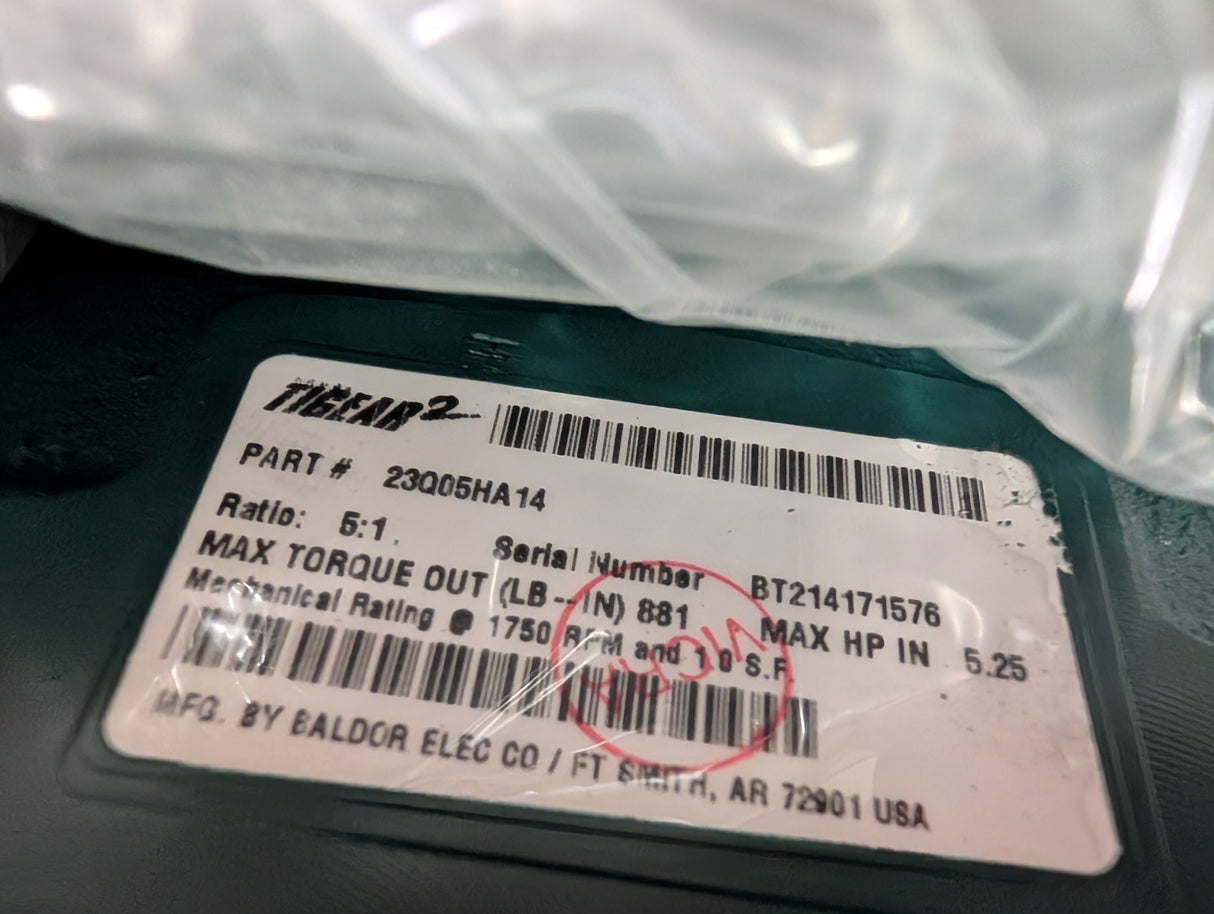 TIGEAR 2
PART # 23Q05HA14
Ratio: 5:1 Serial Number BT214171576
MAX TORQUE OUT (LB-IN) 881 MAX HP IN 5.25
Mechanical Rating @ 1750 RPM and 1.0 S.F.
MFG. BY BALDOR ELEC CO / FT SMITH, AR 72901 USA